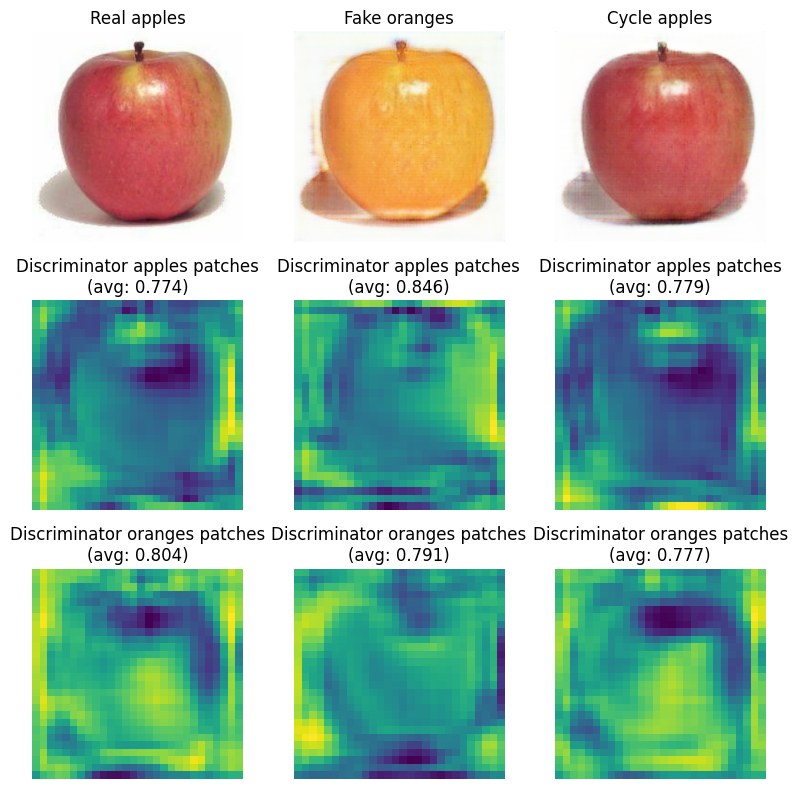 Real apples
Fake oranges
Cycle apples
Discriminator apples patches
(avg: 0.774)
Discriminator apples patches
(avg: 0.846)
Discriminator apples patches
(avg: 0.779)
Discriminator oranges patches
(avg: 0.804)
Discriminator oranges patches
(avg: 0.791)
Discriminator oranges patches
(avg: 0.777)